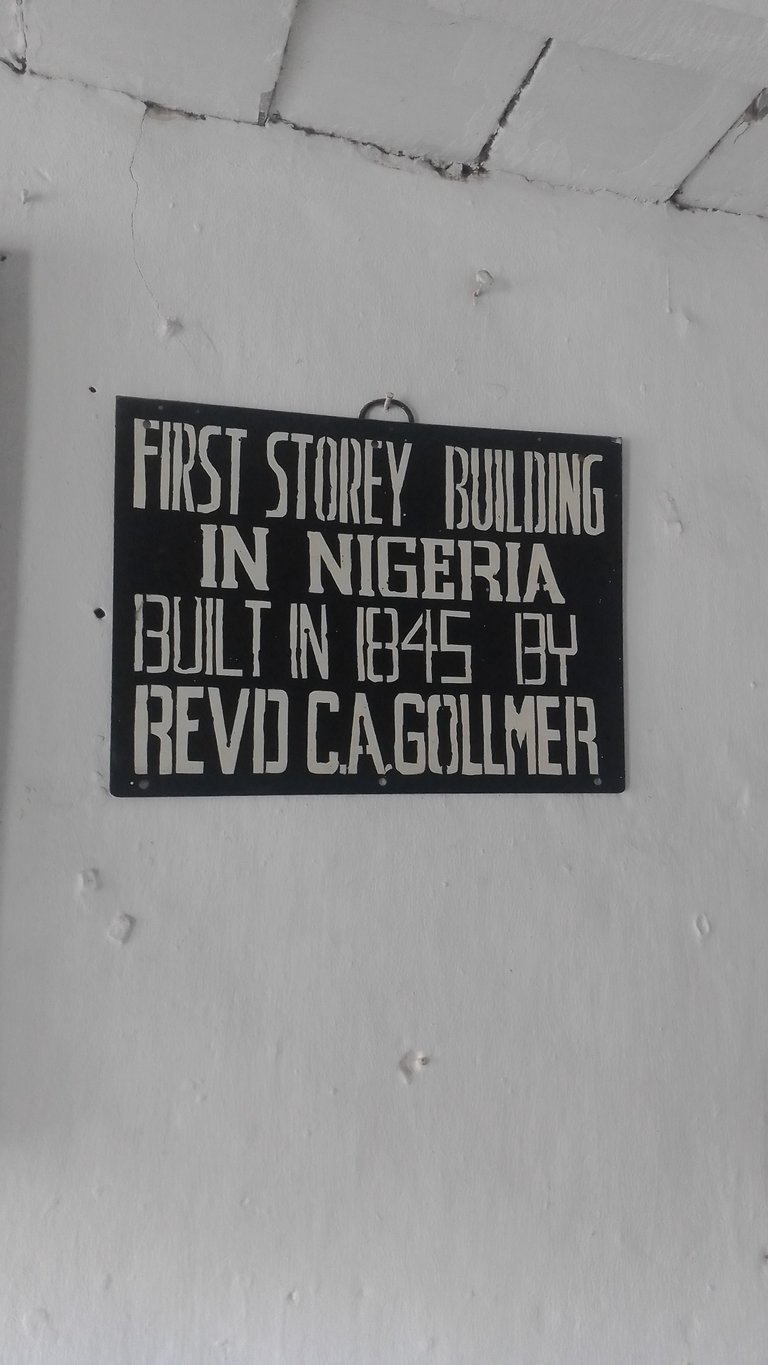 FIRST STOREY BUILDING
IN NIGERIA
BUILT IN 1845 BY
REVD C.A.GOLLMER